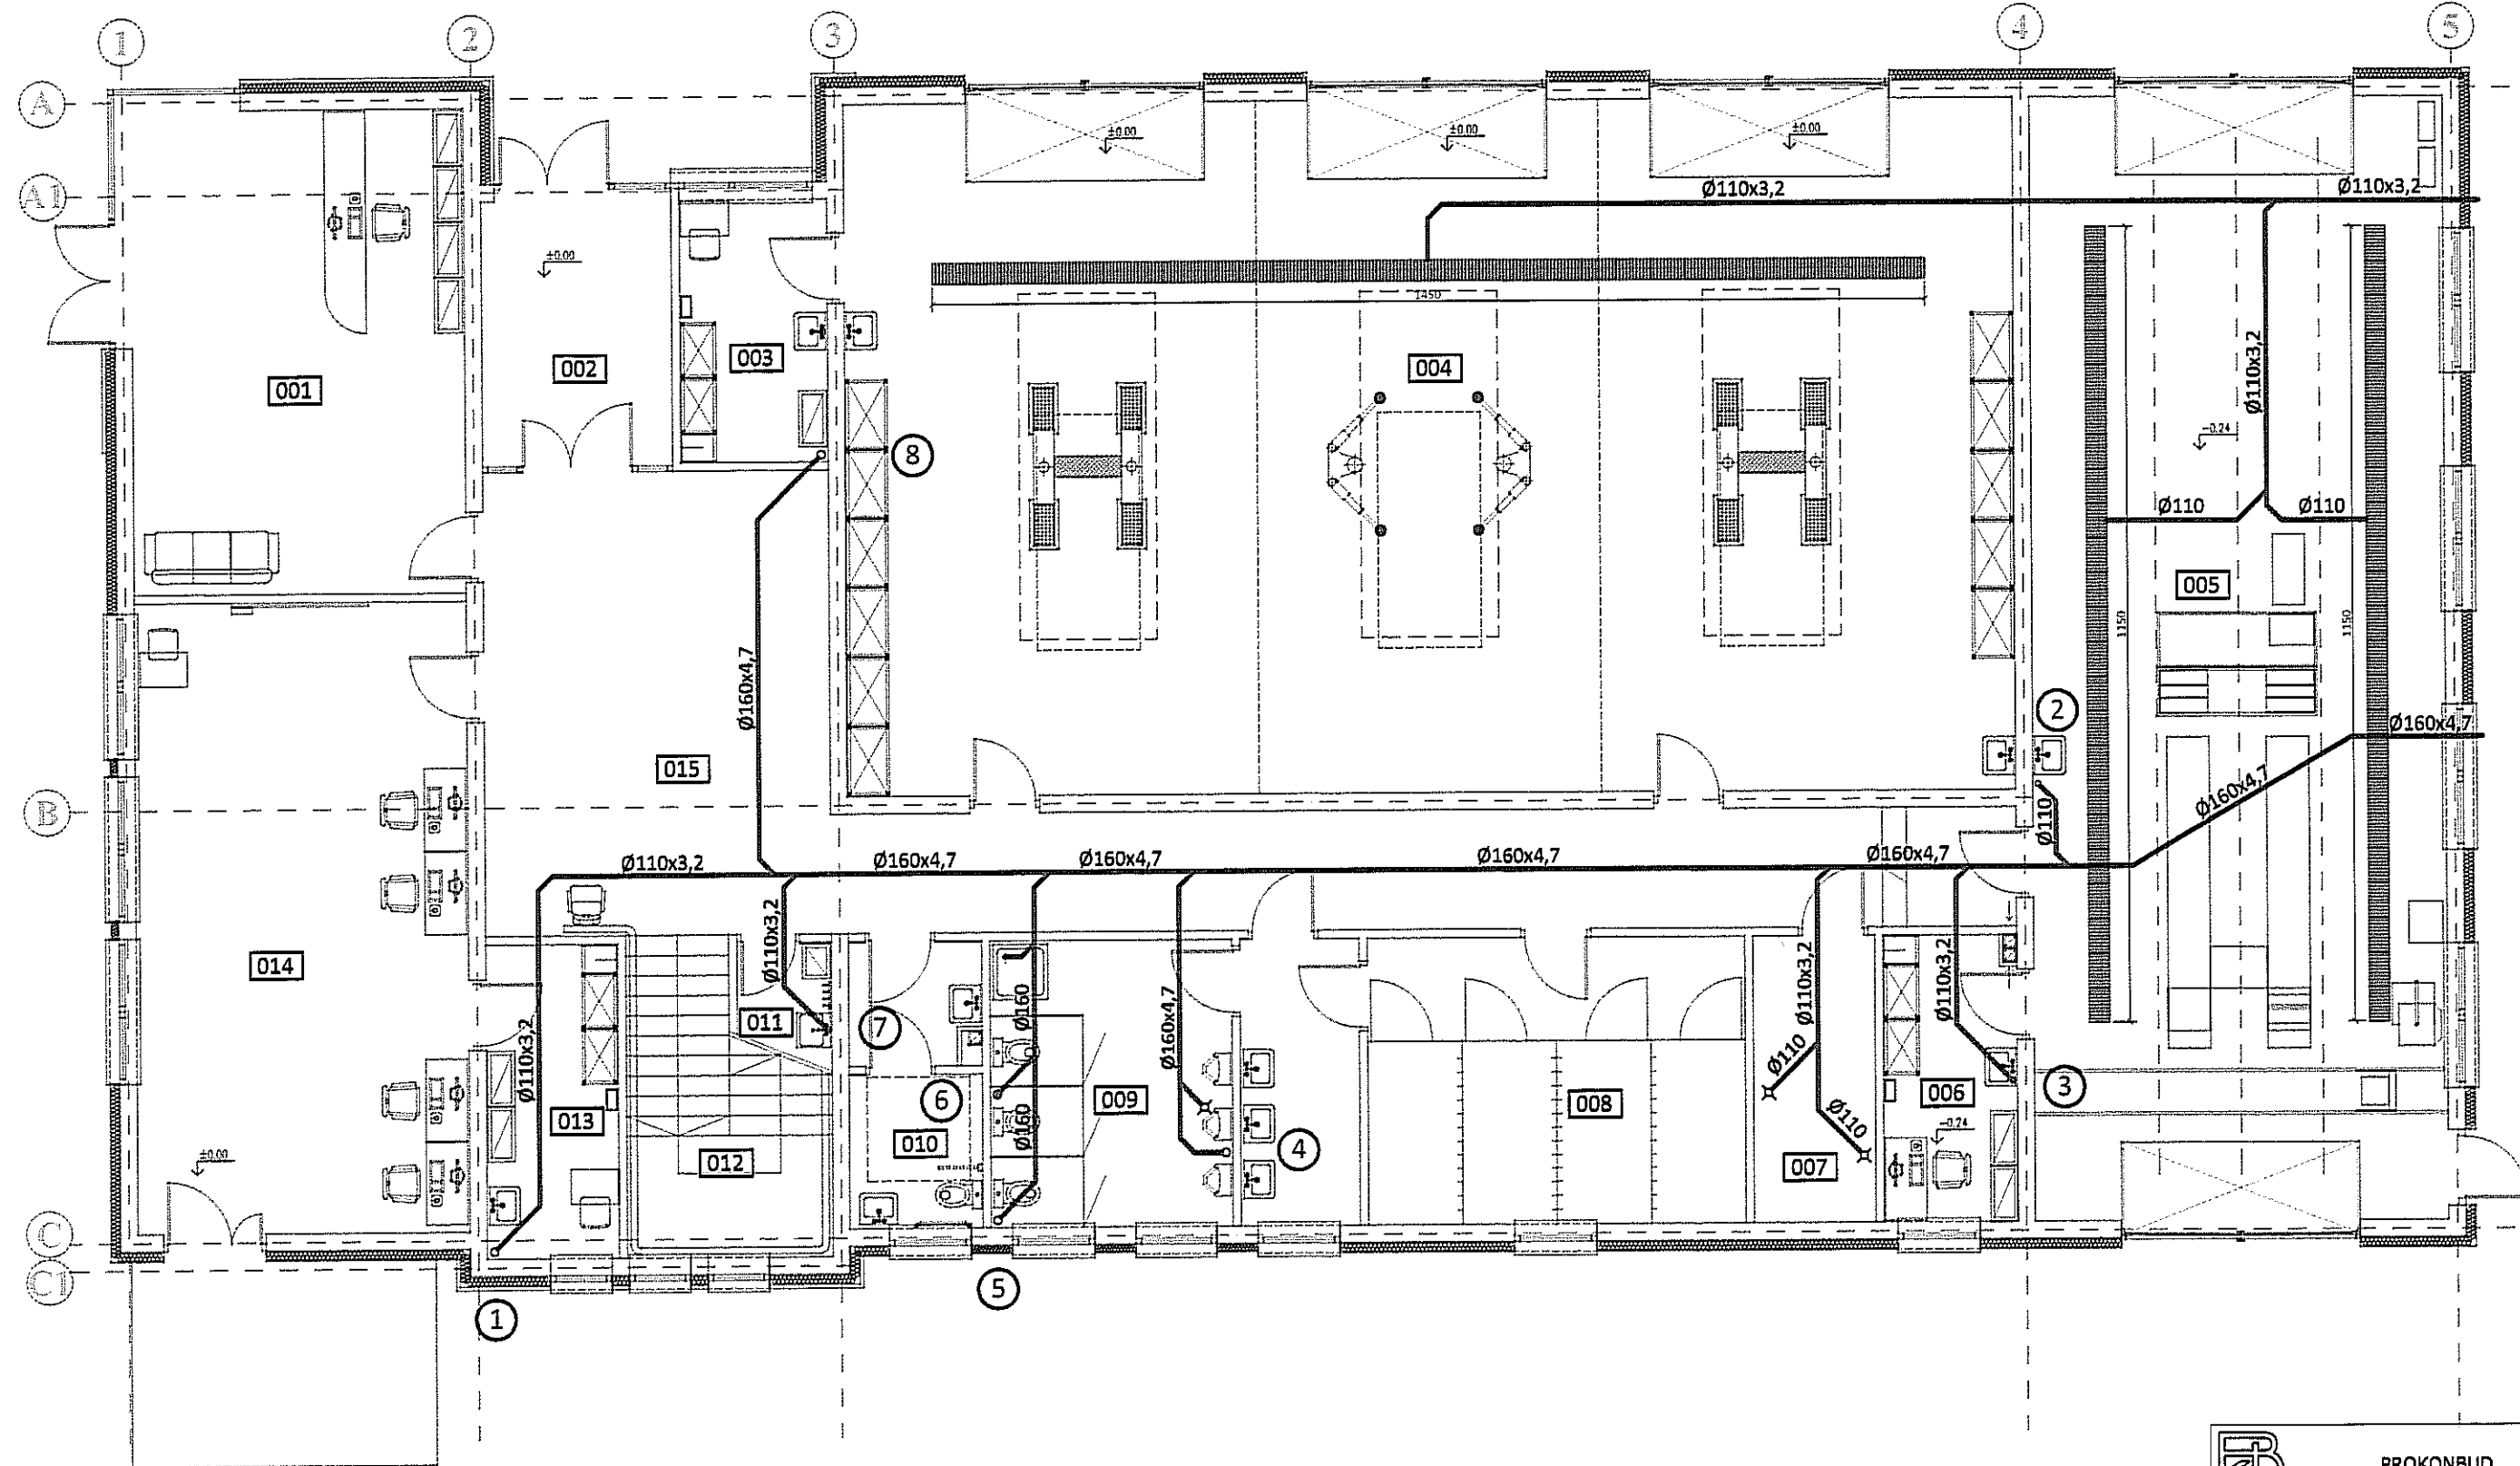 1
2
3
4
5
A
A1
±0.00
±0.00
±0.00
Ø110x3,2
Ø110x3,2
±0.00
1450
003
002
004
001
Ø110x3,2
8
-0.24
Ø110
Ø110
005
1150
1150
Ø160x4,7
2
Ø160x4,7
015
Ø160x4,7
B
Ø110
Ø110x3,2
Ø160x4,7
Ø160x4,7
Ø160x4,7
Ø160x4,7
Ø110x3,2
014
Ø110x3,2
Ø110x3,2
Ø160
011
7
Ø160x4,7
Ø110x3,2
Ø110
3
6
009
008
006
013
Ø160
010
Ø110
-0.24
4
012
007
±0.00
C
C1
5
1
PROKONBUD